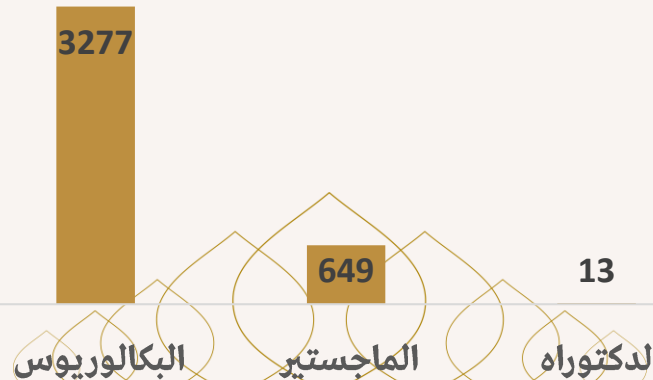 3277
649
13
البكالوريوس
الماجستير
لدكتوراه